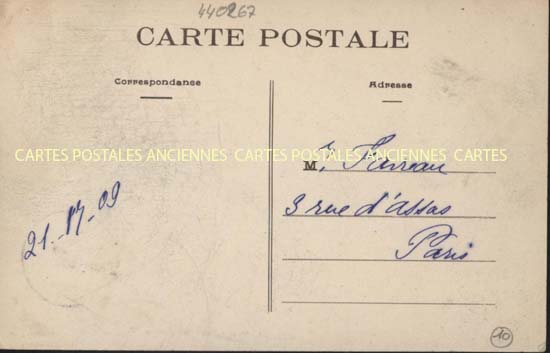 440267
CARTE POSTALE
Correspondance
Adresse
CARTES POSTALES ANCIENNES CARTES POSTALES ANCIENNES CARTES
Mr
3 rue d'assas
Paris
21-
-09
10